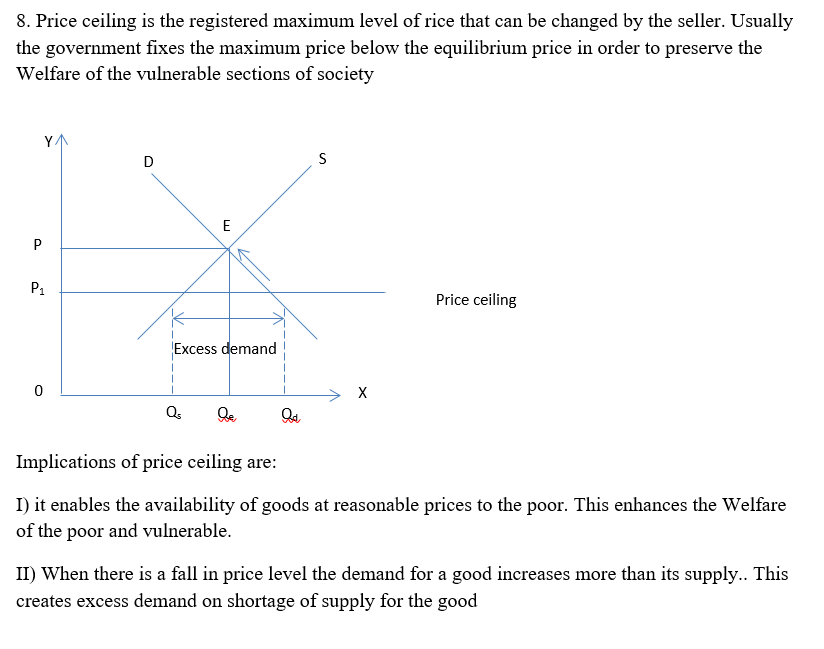 8. Price ceiling is the registered maximum level of rice that can be changed by the seller. Usually
the government fixes the maximum price below the equilibrium price in order to preserve the
Welfare of the vulnerable sections of society
Y
D
S
E
P
P₁
Price ceiling
Excess demand
0
X
Qs
Qe
Qd
Implications of price ceiling are:
I) it enables the availability of goods at reasonable prices to the poor. This enhances the Welfare
of the poor and vulnerable.
II) When there is a fall in price level the demand for a good increases more than its supply.. This
creates excess demand on shortage of supply for the good